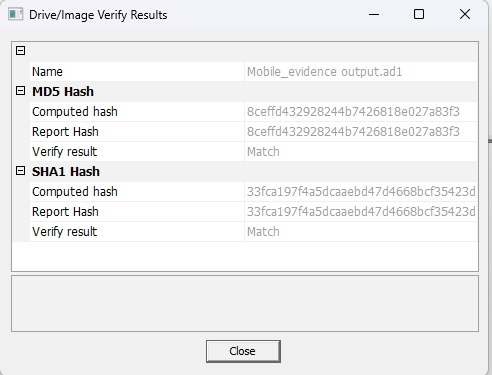 Drive/Image Verify Results
Name Mobile_evidence output.ad1
MD5 Hash
Computed hash 8ceffd432928244b7426818e027a83f3
Report Hash 8ceffd432928244b7426818e027a83f3
Verify result Match
SHA1 Hash
Computed hash 33fca197f4a5dcaaebd47d4668bcf35423d
Report Hash 33fca197f4a5dcaaebd47d4668bcf35423d
Verify result Match
Close